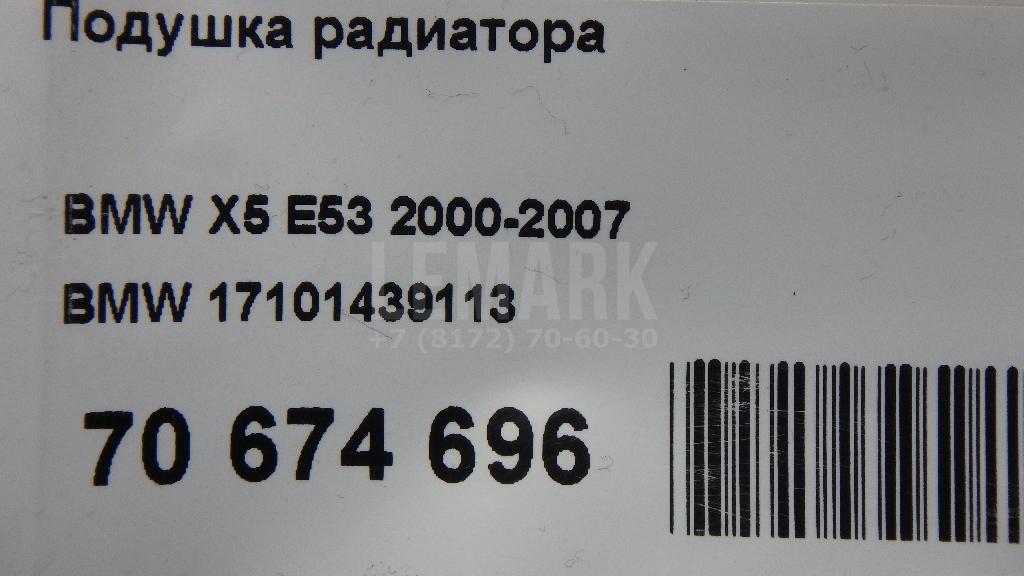 Подушка радиатора
BMW X5 E53 2000-2007
LEMARK
BMW 17101439113
+7 (8172) 70-60-30
70 674 696